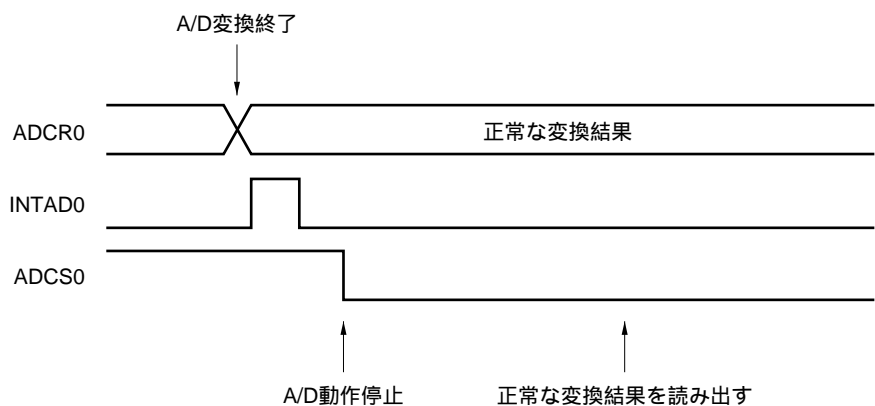 A/D変換終了
ADCR0
正常な変換結果
INTAD0
ADCS0
A/D動作停止
正常な変換結果を読み出す